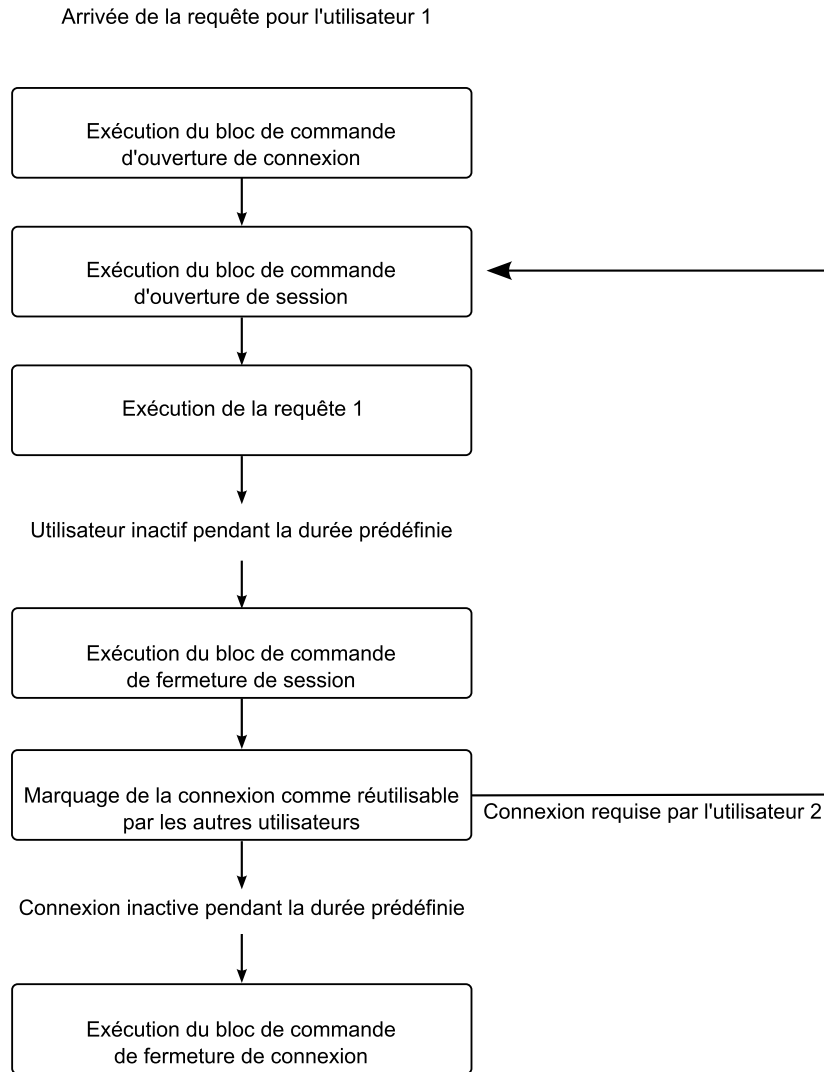 Arrivée de la requête pour l'utilisateur 1
Exécution du bloc de commande
d'ouverture de connexion
Exécution du bloc de commande
d'ouverture de session
Exécution de la requête 1
Utilisateur inactif pendant la durée prédéfinie
Exécution du bloc de commande
de fermeture de session
Marquage de la connexion comme réutilisable
par les autres utilisateurs
Connexion requise par l'utilisateur 2
Connexion inactive pendant la durée prédéfinie
Exécution du bloc de commande
de fermeture de connexion